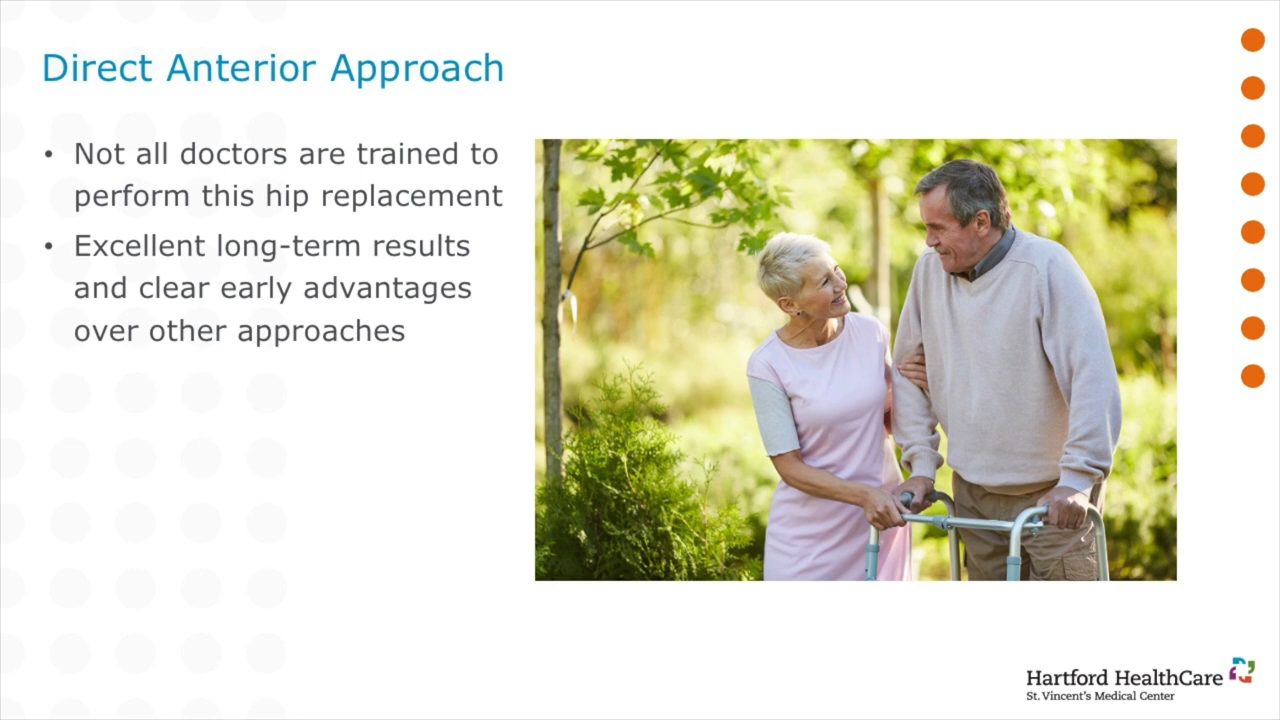 Direct Anterior Approach
• Not all doctors are trained to
perform this hip replacement
• Excellent long-term results
and clear early advantages
over other approaches
Hartford HealthCare
St. Vincent's Medical Center